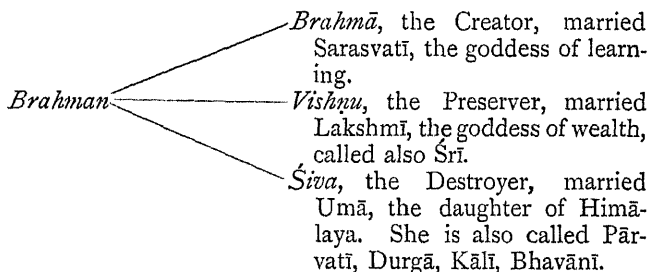 Brahmā, the Creator, married
Sarasvatī, the goddess of learn-
ing.
Brahman
Vishṇu, the Preserver, married
Lakshmī, the goddess of wealth,
called also Śrī.
Śiva, the Destroyer, married
Umā, the daughter of Himā-
laya. She is also called Pār-
vatī, Durgā, Kālī, Bhavānī.